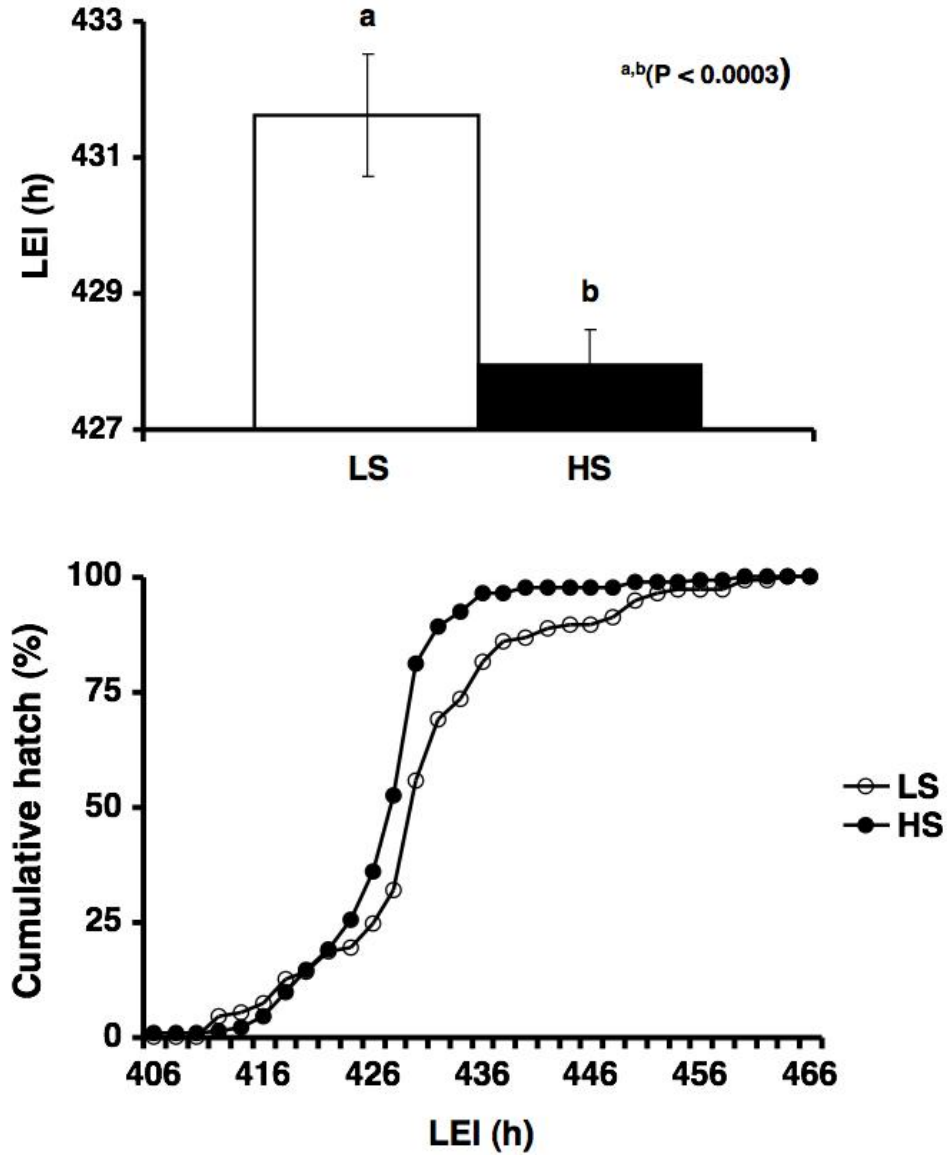 433
a
a,b(P < 0.0003)
431
LEI (h)
429
b
427
LS HS
100
75
Cumulative hatch (%)
50
LS
HS
25
0
406 416 426 436 446 456 466
LEI (h)